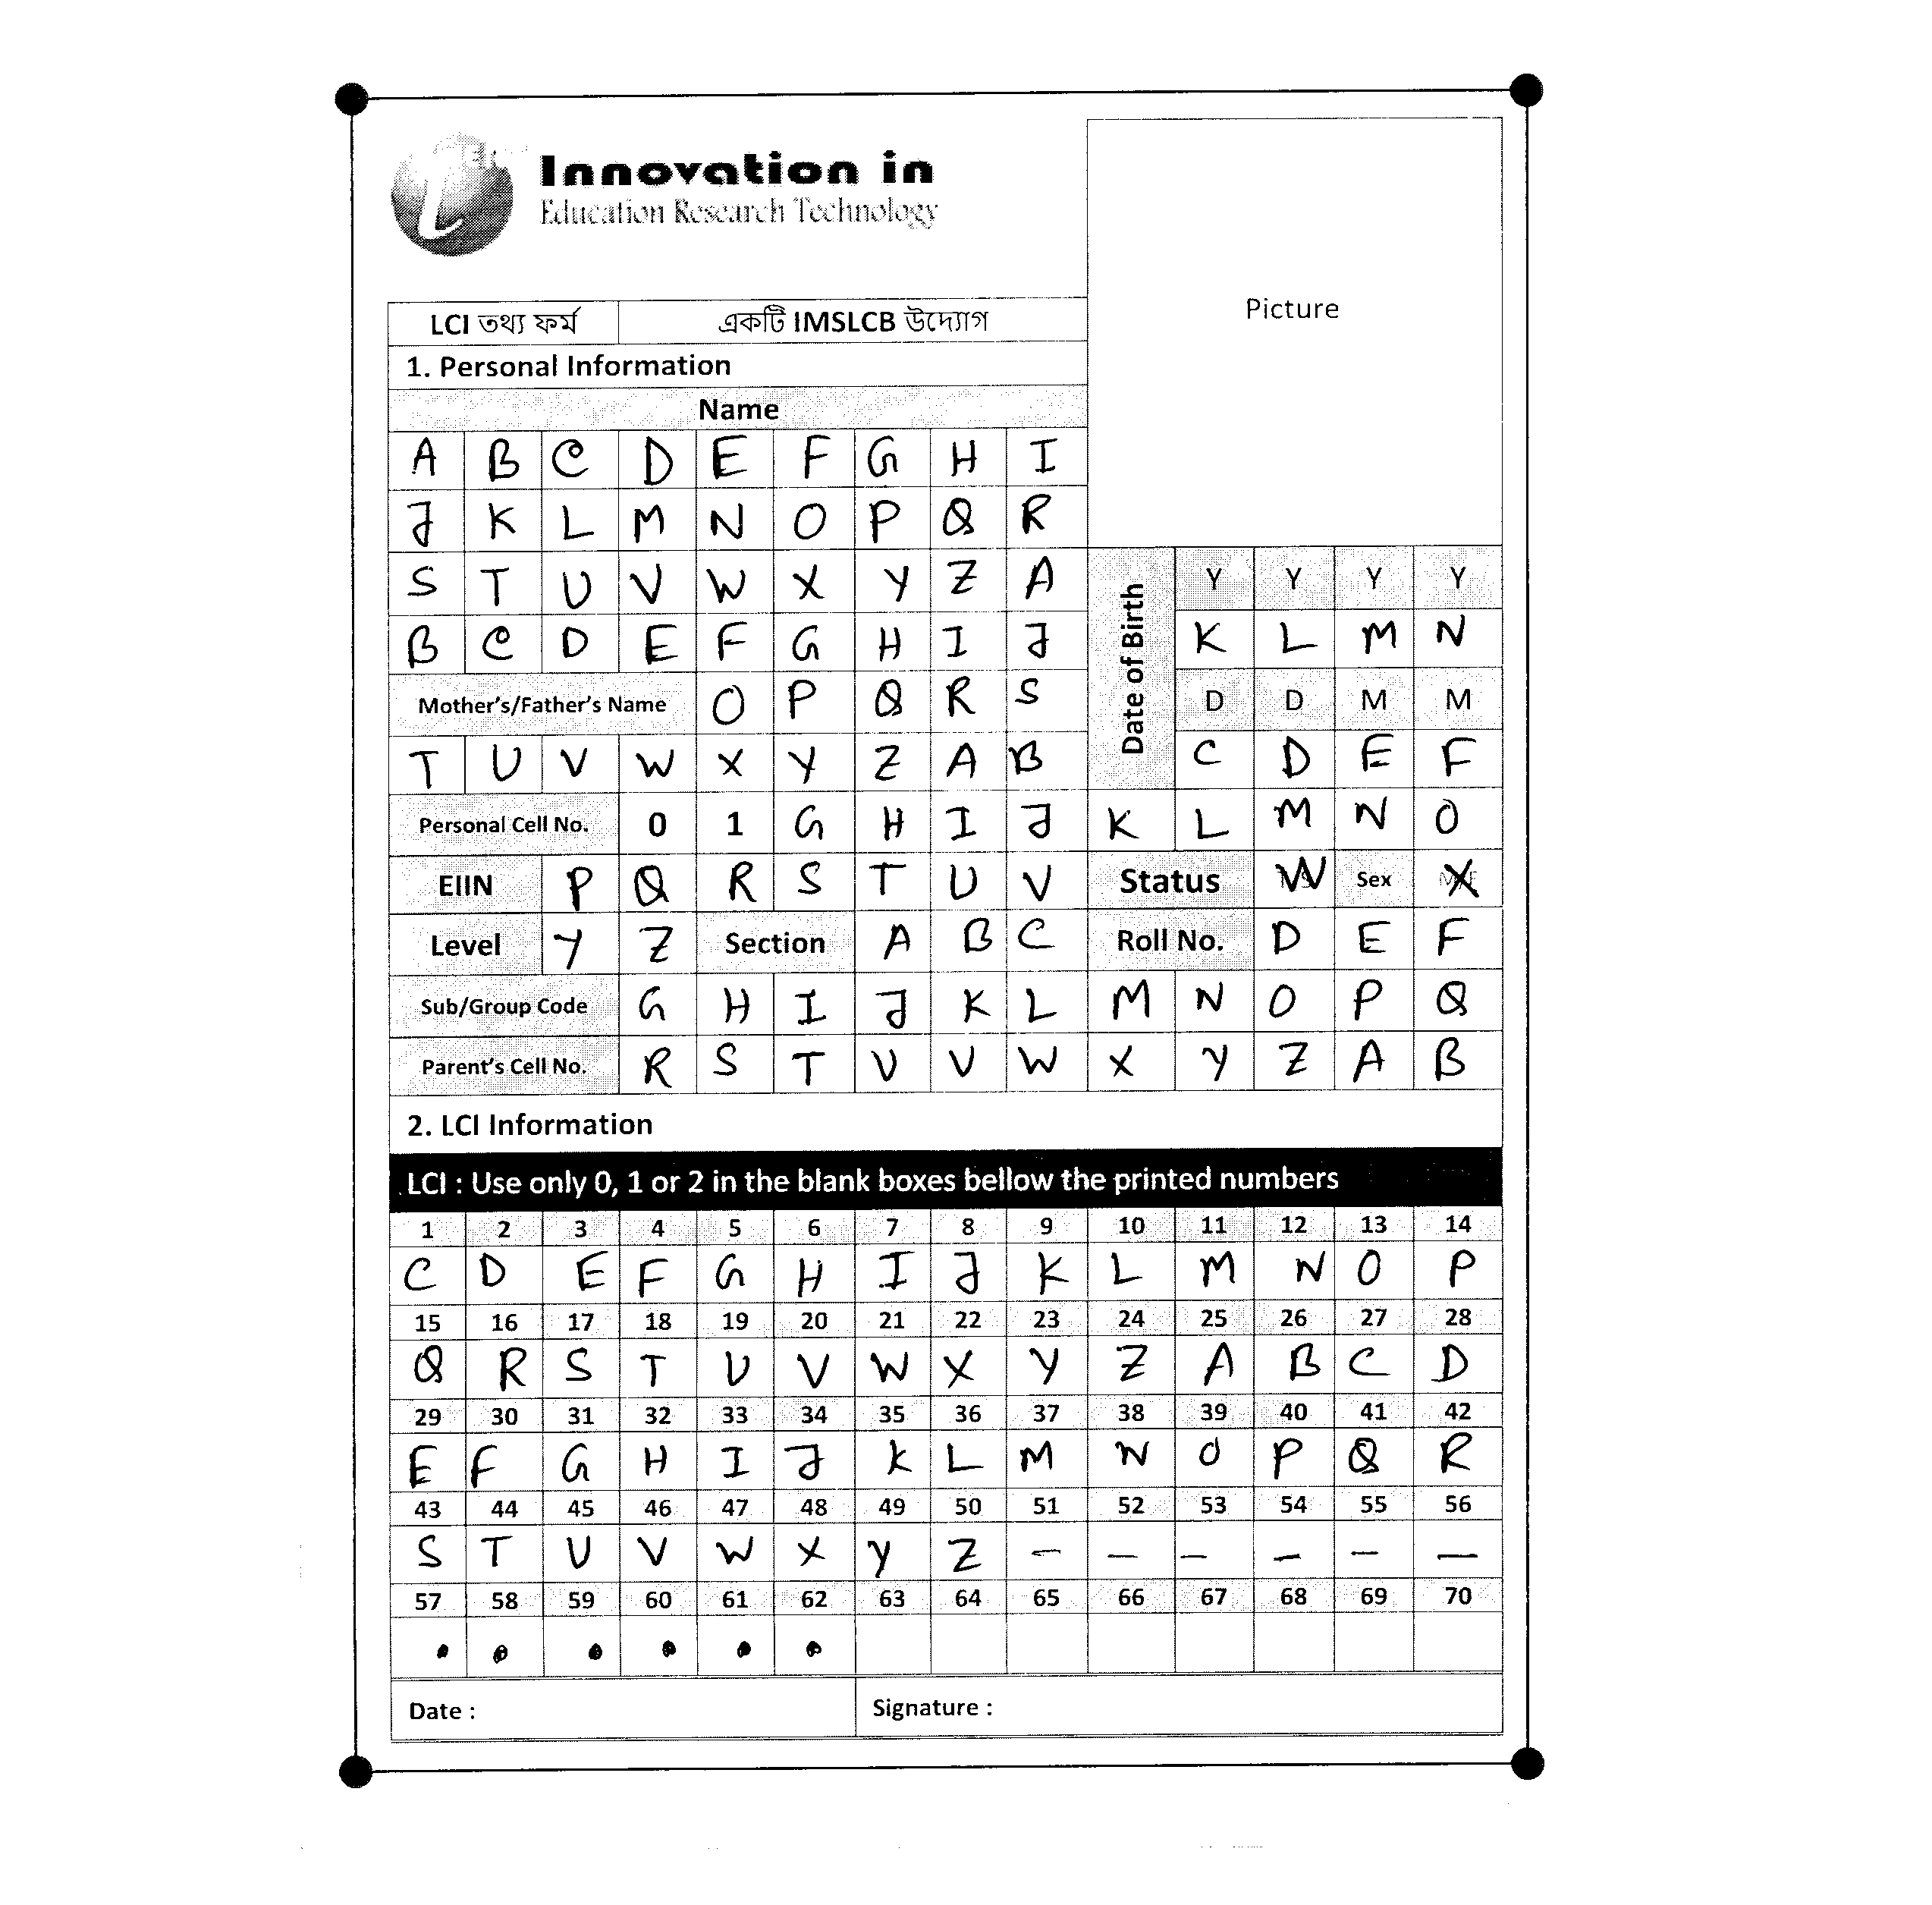 Innovation in
Education Research Technology
Picture
LCI তথ্য ফর্ম একটি IMSLCB উদ্যোগ
1. Personal Information
Name
A B C D E F G H I
J K L M N O P Q R
S T U V W X Y Z A
B C D E F G H I J
Date of Birth
Y Y Y Y
K L M N
D D M M
C D E F
Mother's/Father's Name O P Q R S
T U V W X Y Z A B
Personal Cell No. 0 1 G H I J K L M N O
EIIN P Q R S T U V Status W Sex X
Level Y Z Section A B C Roll No. D E F
Sub/Group Code G H I J K L M N O P Q
Parent's Cell No. R S T U V W X Y Z A B
2. LCI Information
LCI : Use only 0, 1 or 2 in the blank boxes bellow the printed numbers
1 2 3 4 5 6 7 8 9 10 11 12 13 14
C D E F G H I J K L M N O P
15 16 17 18 19 20 21 22 23 24 25 26 27 28
Q R S T U V W X Y Z A B C D
29 30 31 32 33 34 35 36 37 38 39 40 41 42
E F G H I J K L M N O P Q R
43 44 45 46 47 48 49 50 51 52 53 54 55 56
S T U V W X Y Z - - - - - -
57 58 59 60 61 62 63 64 65 66 67 68 69 70
. . . . . .
Date : Signature :